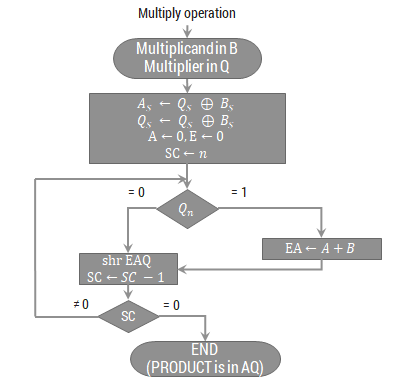 Multiply operation
Multiplicand in B
Multiplier in Q
Aₛ ← Qₛ ⊕ Bₛ
Qₛ ← Qₛ ⊕ Bₛ
A ← 0, E ← 0
SC ← n
= 0
= 1
Qₙ
EA ← A + B
shr EAQ
SC ← SC − 1
≠ 0
= 0
SC
END
(PRODUCT is in AQ)